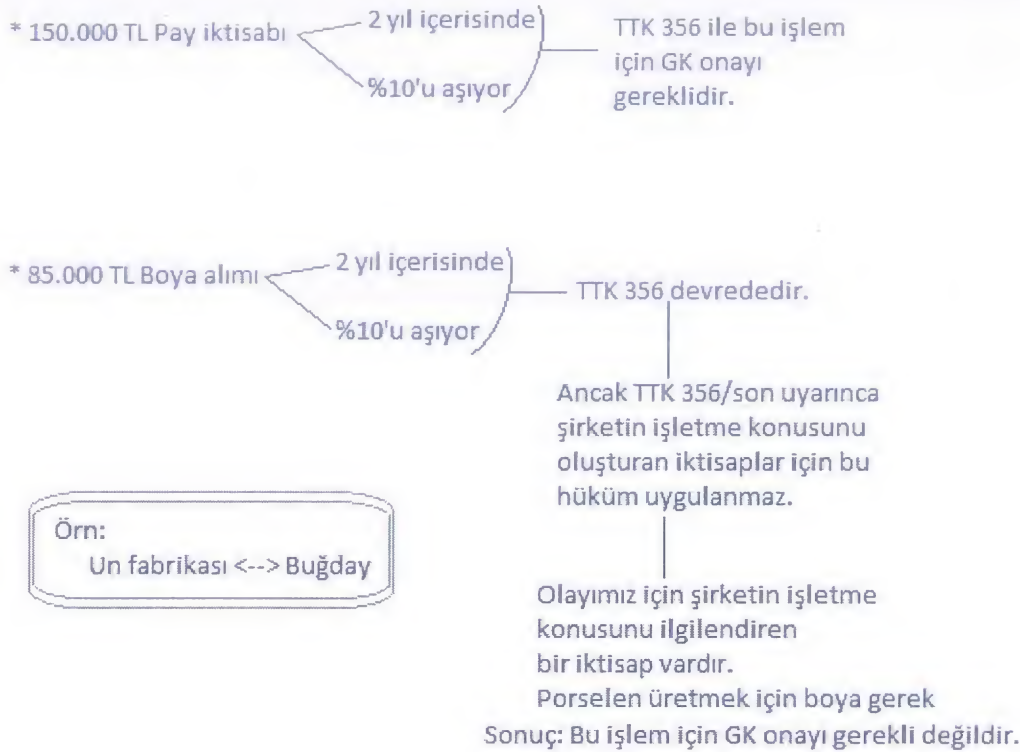 * 150.000 TL Pay iktisabı
2 yıl içerisinde
%10'u aşıyor
TTK 356 ile bu işlem
için GK onayı
gereklidir.
* 85.000 TL Boya alımı
2 yıl içerisinde
%10'u aşıyor
TTK 356 devrededir.
Ancak TTK 356/son uyarınca
şirketin işletme konusunu
oluşturan iktisaplar için bu
hüküm uygulanmaz.
Örn:
Un fabrikası <--> Buğday
Olayımız için şirketin işletme
konusunu ilgilendiren
bir iktisap vardır.
Porselen üretmek için boya gerek
Sonuç: Bu işlem için GK onayı gerekli değildir.